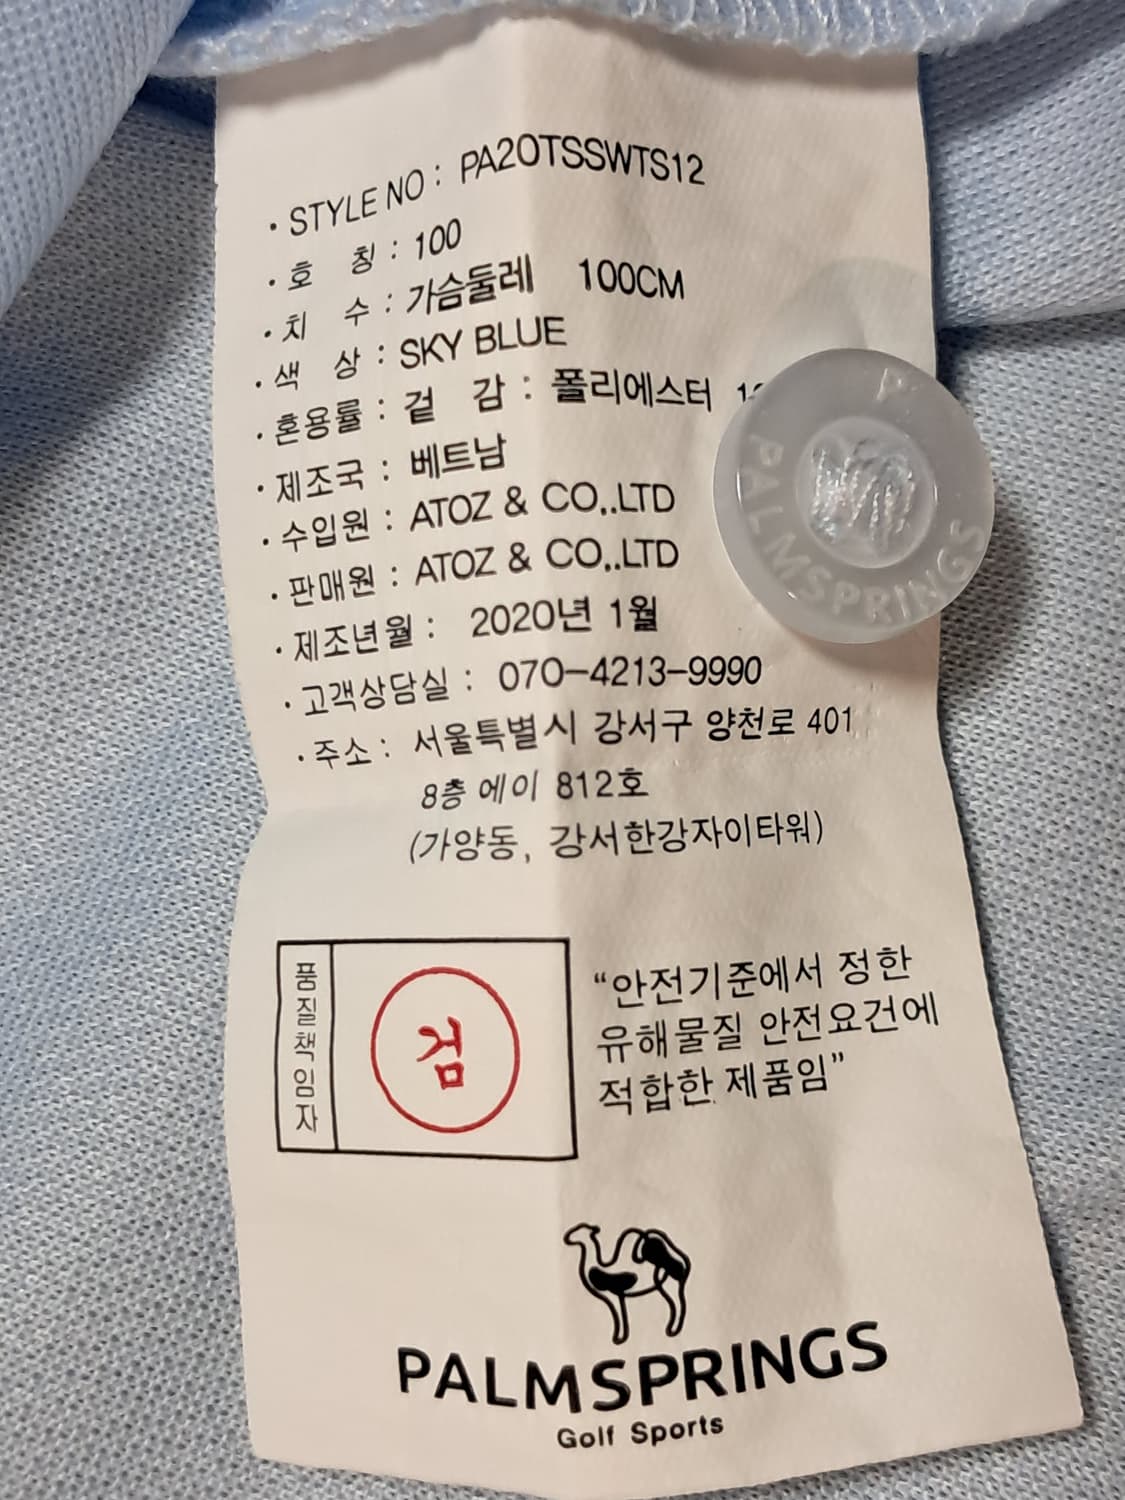 · STYLE NO : PA20TSSWTS12
· 호 칭 : 100
· 치 수 : 가슴둘레 100CM
· 색 상 : SKY BLUE
· 혼용률 : 겉 감 : 폴리에스터
· 제조국 : 베트남
· 수입원 : ATOZ & CO,.LTD
· 판매원 : ATOZ & CO,.LTD
· 제조년월 : 2020년 1월
· 고객상담실 : 070-4213-9990
· 주소 : 서울특별시 강서구 양천로 401
8층 에이 812호
(가양동, 강서한강자이타워)
P
PALMSPRINGS
품질책임자
검
“안전기준에서 정한
유해물질 안전요건에
적합한 제품임”
PALMSPRINGS
Golf Sports